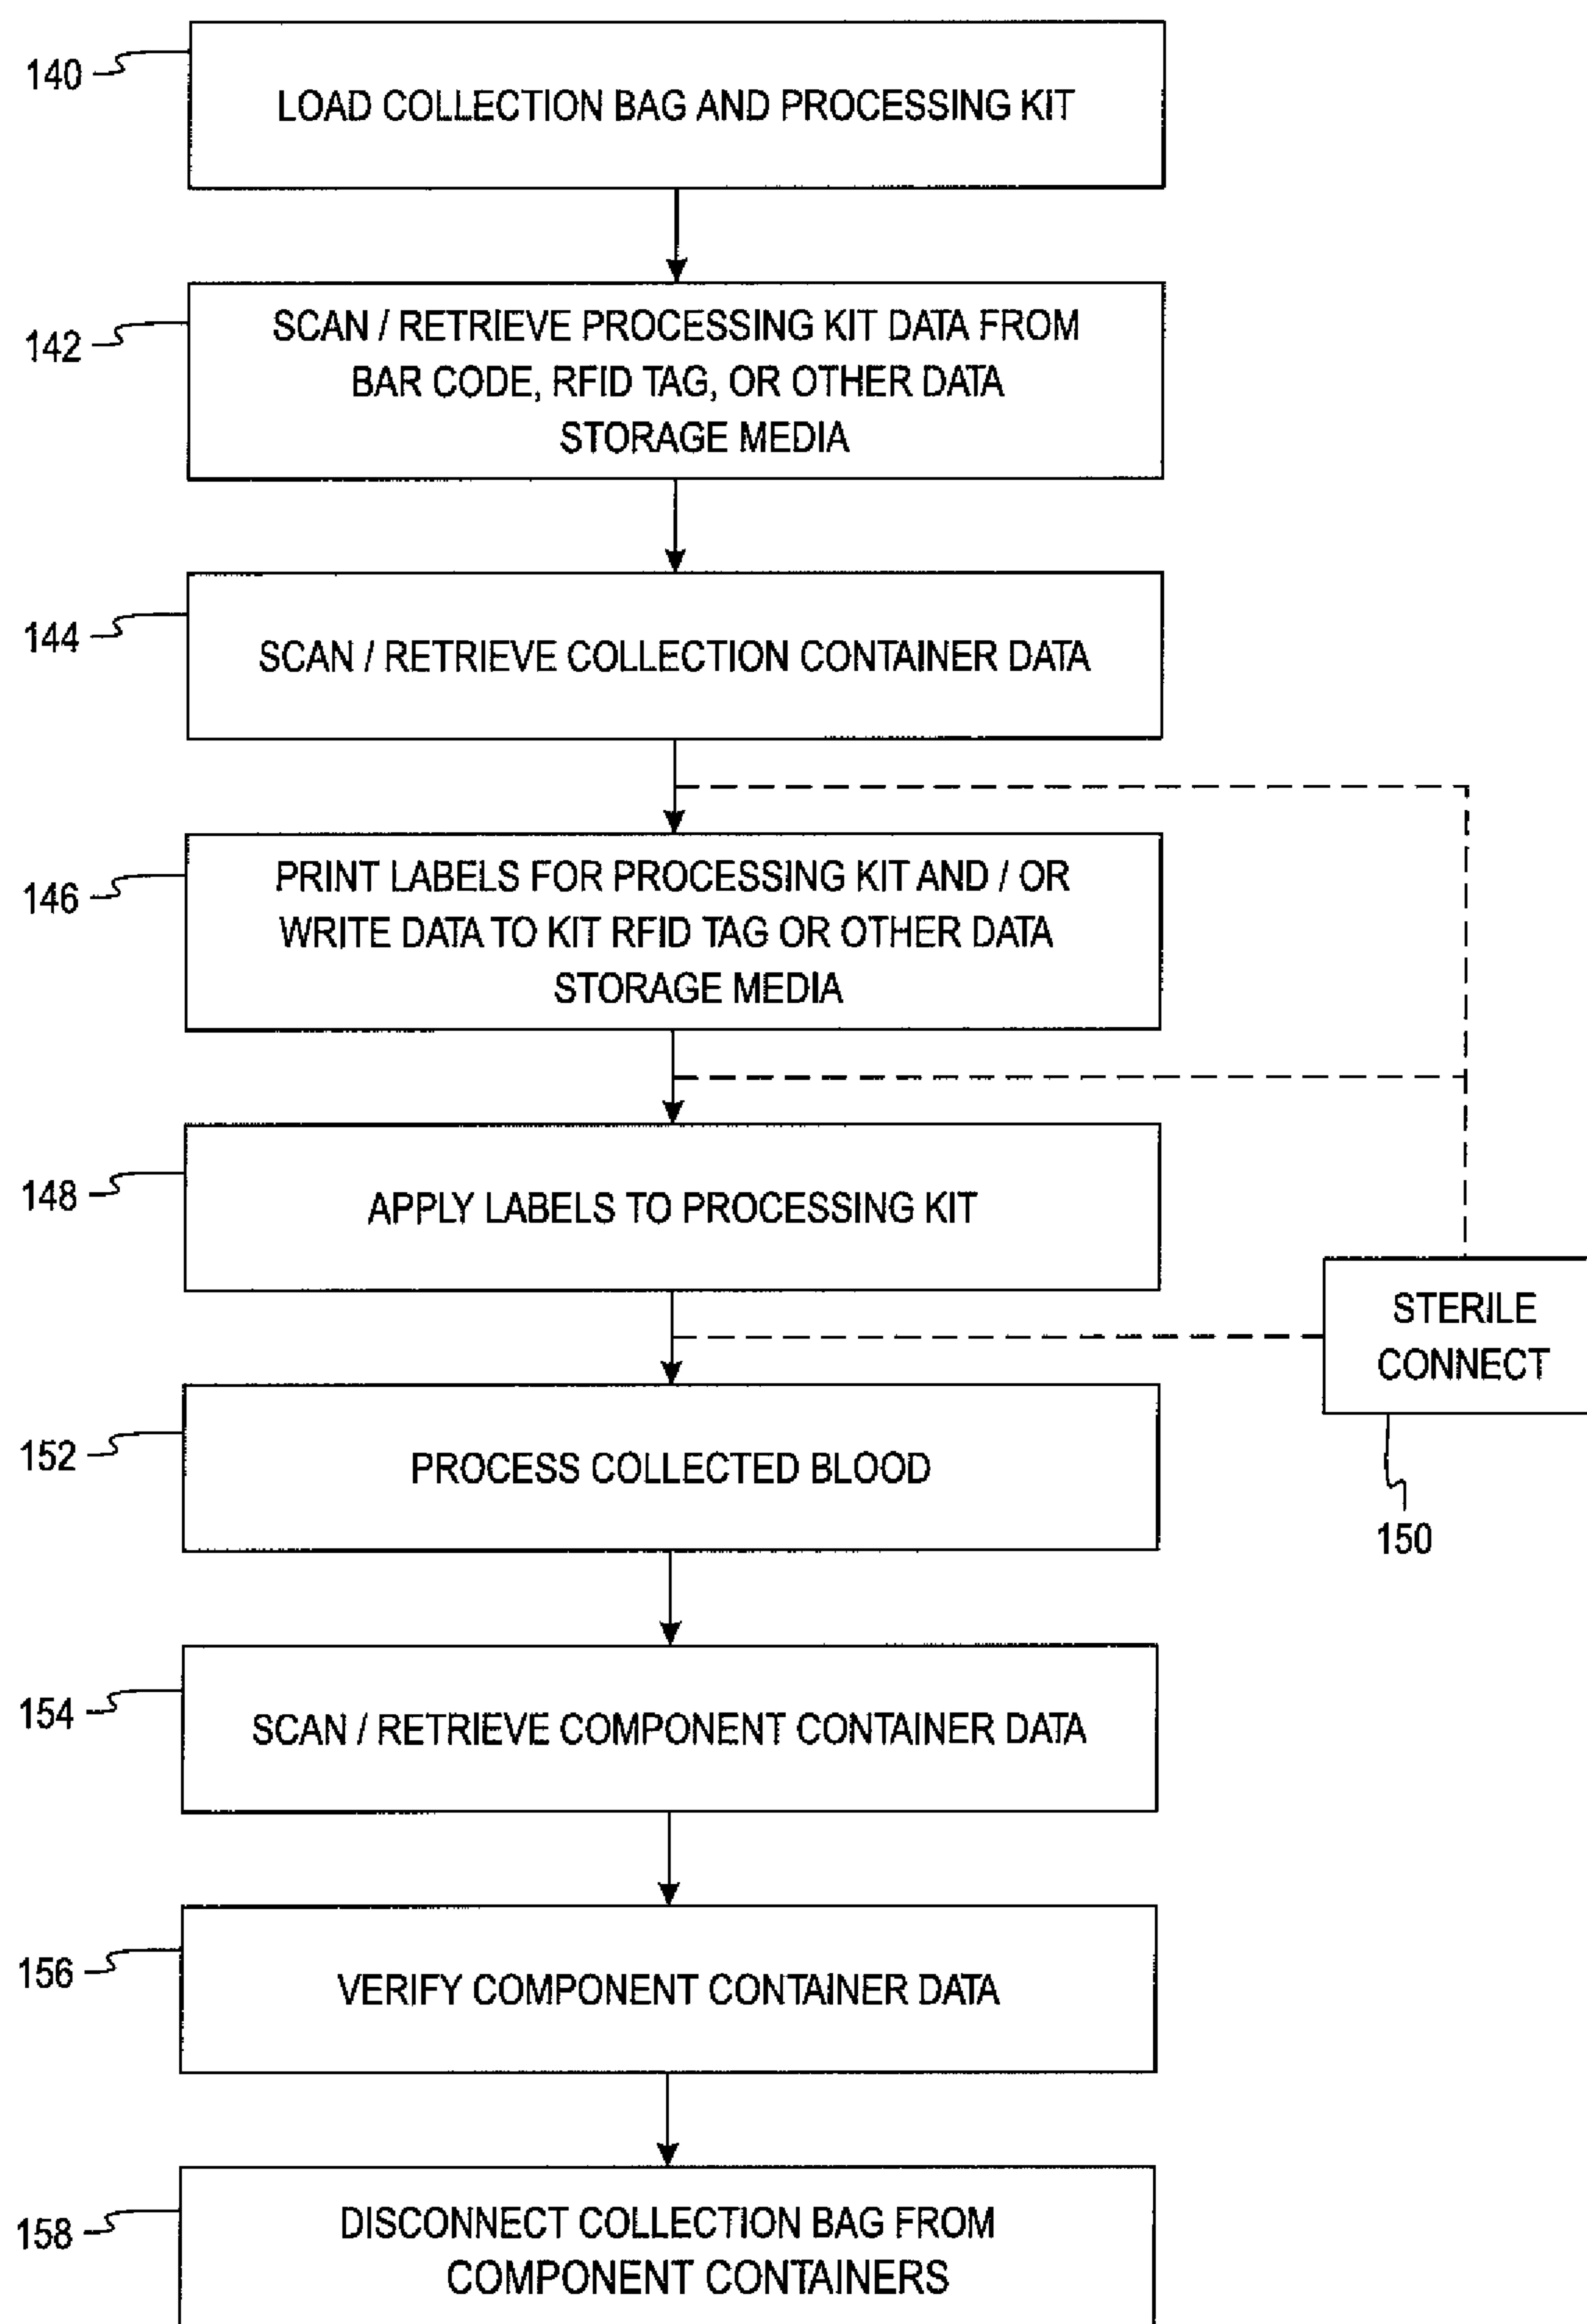 140
LOAD COLLECTION BAG AND PROCESSING KIT
142
SCAN / RETRIEVE PROCESSING KIT DATA FROM
BAR CODE, RFID TAG, OR OTHER DATA
STORAGE MEDIA
144
SCAN / RETRIEVE COLLECTION CONTAINER DATA
146
PRINT LABELS FOR PROCESSING KIT AND / OR
WRITE DATA TO KIT RFID TAG OR OTHER DATA
STORAGE MEDIA
148
APPLY LABELS TO PROCESSING KIT
STERILE
CONNECT
150
152
PROCESS COLLECTED BLOOD
154
SCAN / RETRIEVE COMPONENT CONTAINER DATA
156
VERIFY COMPONENT CONTAINER DATA
158
DISCONNECT COLLECTION BAG FROM
COMPONENT CONTAINERS